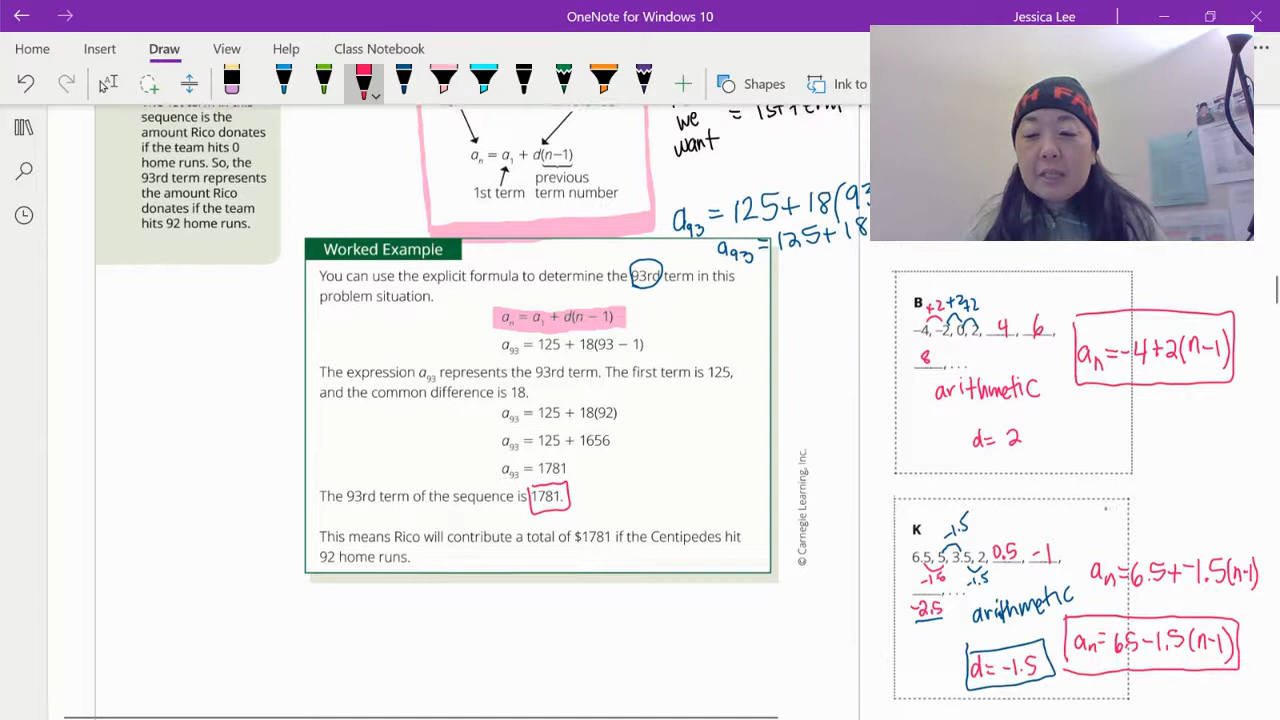 OneNote for Windows 10
Jessica Lee
Home
Insert
Draw
View
Help
Class Notebook
Shapes
Ink to
sequence is the
amount Rico donates
if the team hits 0
home runs. So, the
93rd term represents
the amount Rico
donates if the team
hits 92 home runs.
aₙ = a₁ + d(n−1)
1st term
previous
term number
we
want
= 1st term
a₉₃ = 125+18(93
a₉₃ = 125+18
Worked Example
You can use the explicit formula to determine the 93rd term in this
problem situation.
aₙ = a₁ + d(n − 1)
a₉₃ = 125 + 18(93 − 1)
The expression a₉₃ represents the 93rd term. The first term is 125,
and the common difference is 18.
a₉₃ = 125 + 18(92)
a₉₃ = 125 + 1656
a₉₃ = 1781
The 93rd term of the sequence is 1781.
This means Rico will contribute a total of $1781 if the Centipedes hit
92 home runs.
© Carnegie Learning, Inc.
B
+2 +2 +2
−4, −2, 0, 2, 4, 6,
8, . . .
arithmetic
d= 2
aₙ=-4+2(n-1)
K
-1.5
6.5, 5, 3.5, 2, 0.5, -1,
-1.5 -1.5
-2.5, . . .
arithmetic
d= -1.5
aₙ=6.5+-1.5(n-1)
aₙ= 6.5-1.5(n-1)